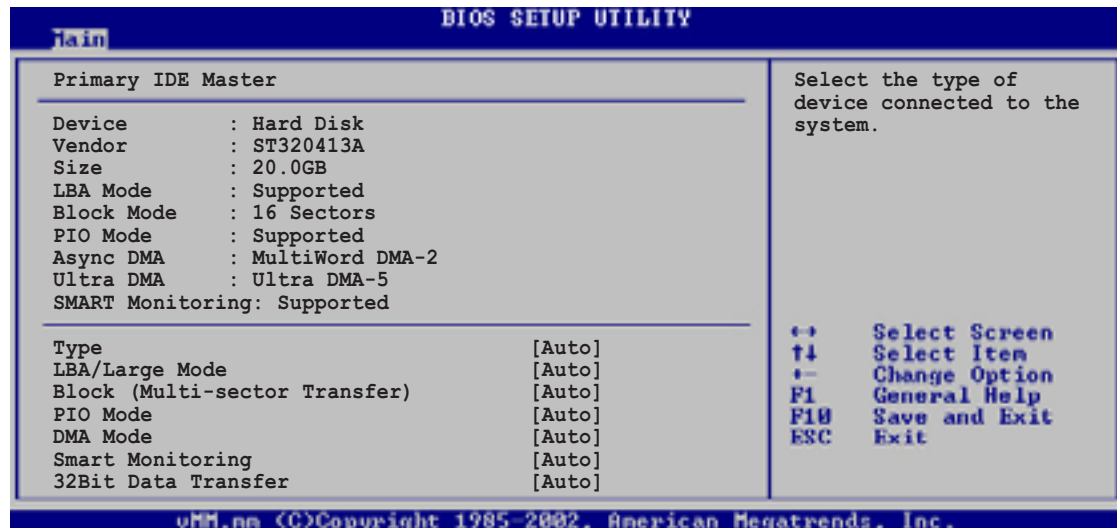 BIOS SETUP UTILITY
Main
Primary IDE Master
Device : Hard Disk
Vendor : ST320413A
Size : 20.0GB
LBA Mode : Supported
Block Mode : 16 Sectors
PIO Mode : Supported
Async DMA : MultiWord DMA-2
Ultra DMA : Ultra DMA-5
SMART Monitoring: Supported
Type [Auto]
LBA/Large Mode [Auto]
Block (Multi-sector Transfer) [Auto]
PIO Mode [Auto]
DMA Mode [Auto]
Smart Monitoring [Auto]
32Bit Data Transfer [Auto]
Select the type of
device connected to the
system.
←→ Select Screen
↑↓ Select Item
+- Change Option
F1 General Help
F10 Save and Exit
ESC Exit
vMM.nn (C)Copyright 1985-2002, American Megatrends, Inc.